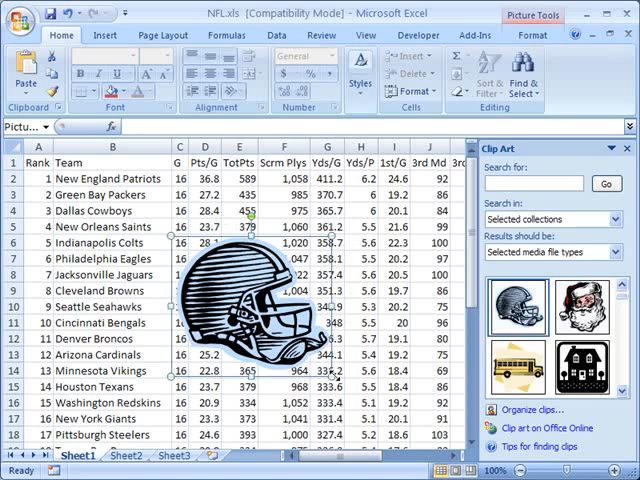 NFL.xls [Compatibility Mode] - Microsoft Excel Picture Tools
Home Insert Page Layout Formulas Data Review View Developer Add-Ins Format
Paste
Styles
Insert
Delete
Format
Sort & Filter
Find & Select
Clipboard Font Alignment Number Cells Editing
Pictu...
A B C D E F G H I J
1 Rank Team G Pts/G TotPts Scrm Plys Yds/G Yds/P 1st/G 3rd Md 3r
2 1 New England Patriots 16 36.8 589 1,058 411.2 6.2 24.6 92
3 2 Green Bay Packers 16 27.2 435 985 370.7 6 19.2 86
4 3 Dallas Cowboys 16 28.4 455 975 365.7 6 20.1 84
5 4 New Orleans Saints 16 23.7 379 1,060 361.2 5.5 21.6 99
6 5 Indianapolis Colts 16 28.1 1,020 358.7 5.6 22.3 100
7 6 Philadelphia Eagles 358.1 5.5 20.2 97
8 7 Jacksonville Jaguars 357.4 5.6 20.5 100
9 8 Cleveland Browns 351.3 5.6 19.7 86
10 9 Seattle Seahawks 5.3 20.2 75
11 10 Cincinnati Bengals 348 5.5 20 96
12 11 Denver Broncos 5.7 19.1 80
13 12 Arizona Cardinals 16 25.2 344.1 5.4 19.2 75
14 13 Minnesota Vikings 16 22.8 365 964 5.6 18.4 69
15 14 Houston Texans 16 23.7 379 968 333.6 5.5 18.4 86
16 15 Washington Redskins 16 20.9 334 1,052 333.4 5.1 19.2 92
17 16 New York Giants 16 23.3 373 1,041 331.4 5.1 20.1 91
18 17 Pittsburgh Steelers 16 24.6 393 1,000 327.4 5.2 18.6 103
Sheet1 Sheet2 Sheet3
Ready 100%
Clip Art
Search for:
Go
Search in:
Selected collections
Results should be:
Selected media file types
Organize clips...
Clip art on Office Online
Tips for finding clips